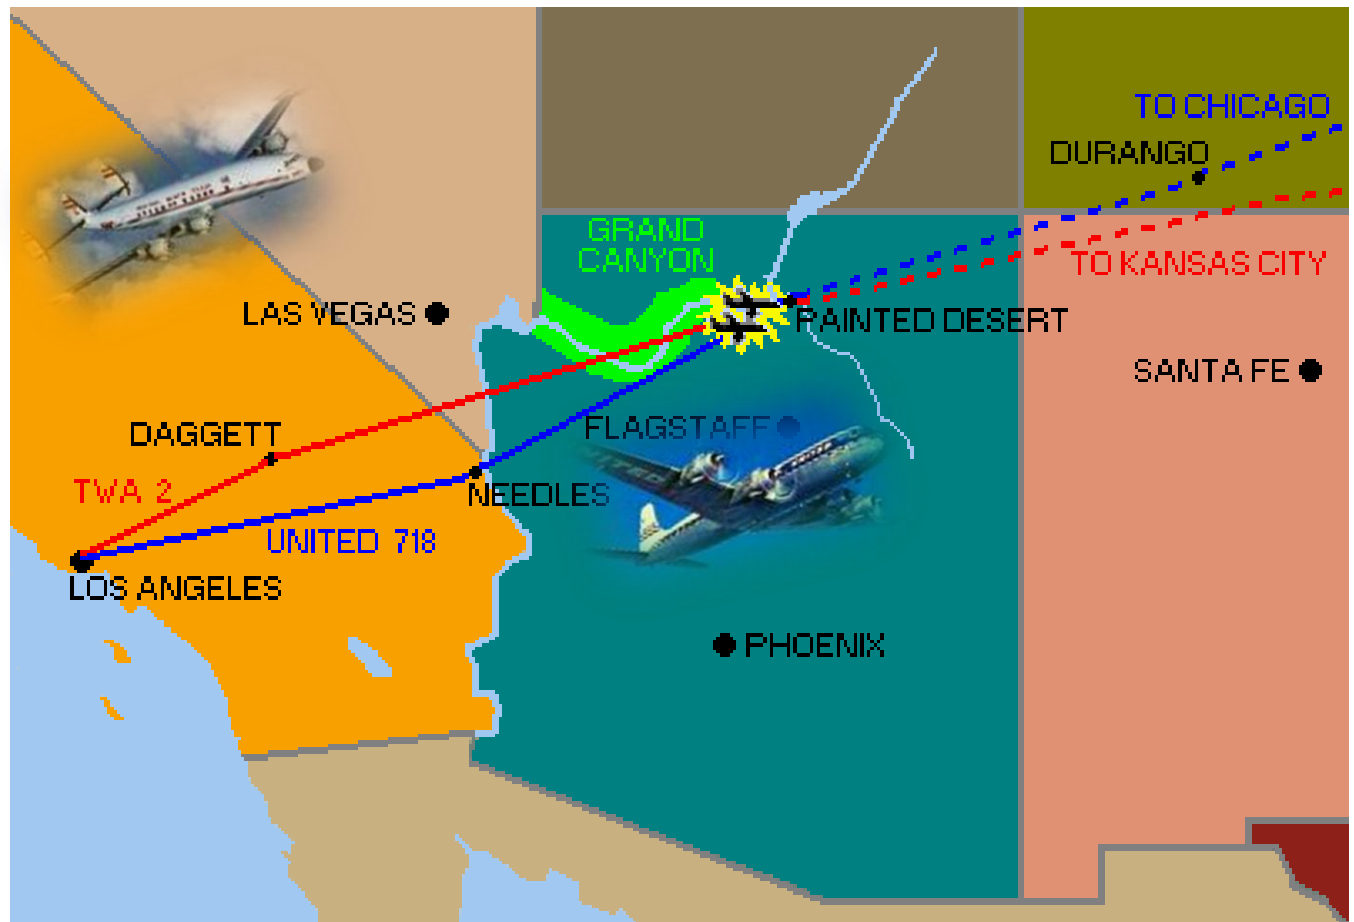 TO CHICAGO
DURANGO
GRAND
CANYON
TO KANSAS CITY
LAS VEGAS
PAINTED DESERT
SANTA FE
DAGGETT
FLAGSTAFF
TWA 2
NEEDLES
UNITED 718
LOS ANGELES
PHOENIX